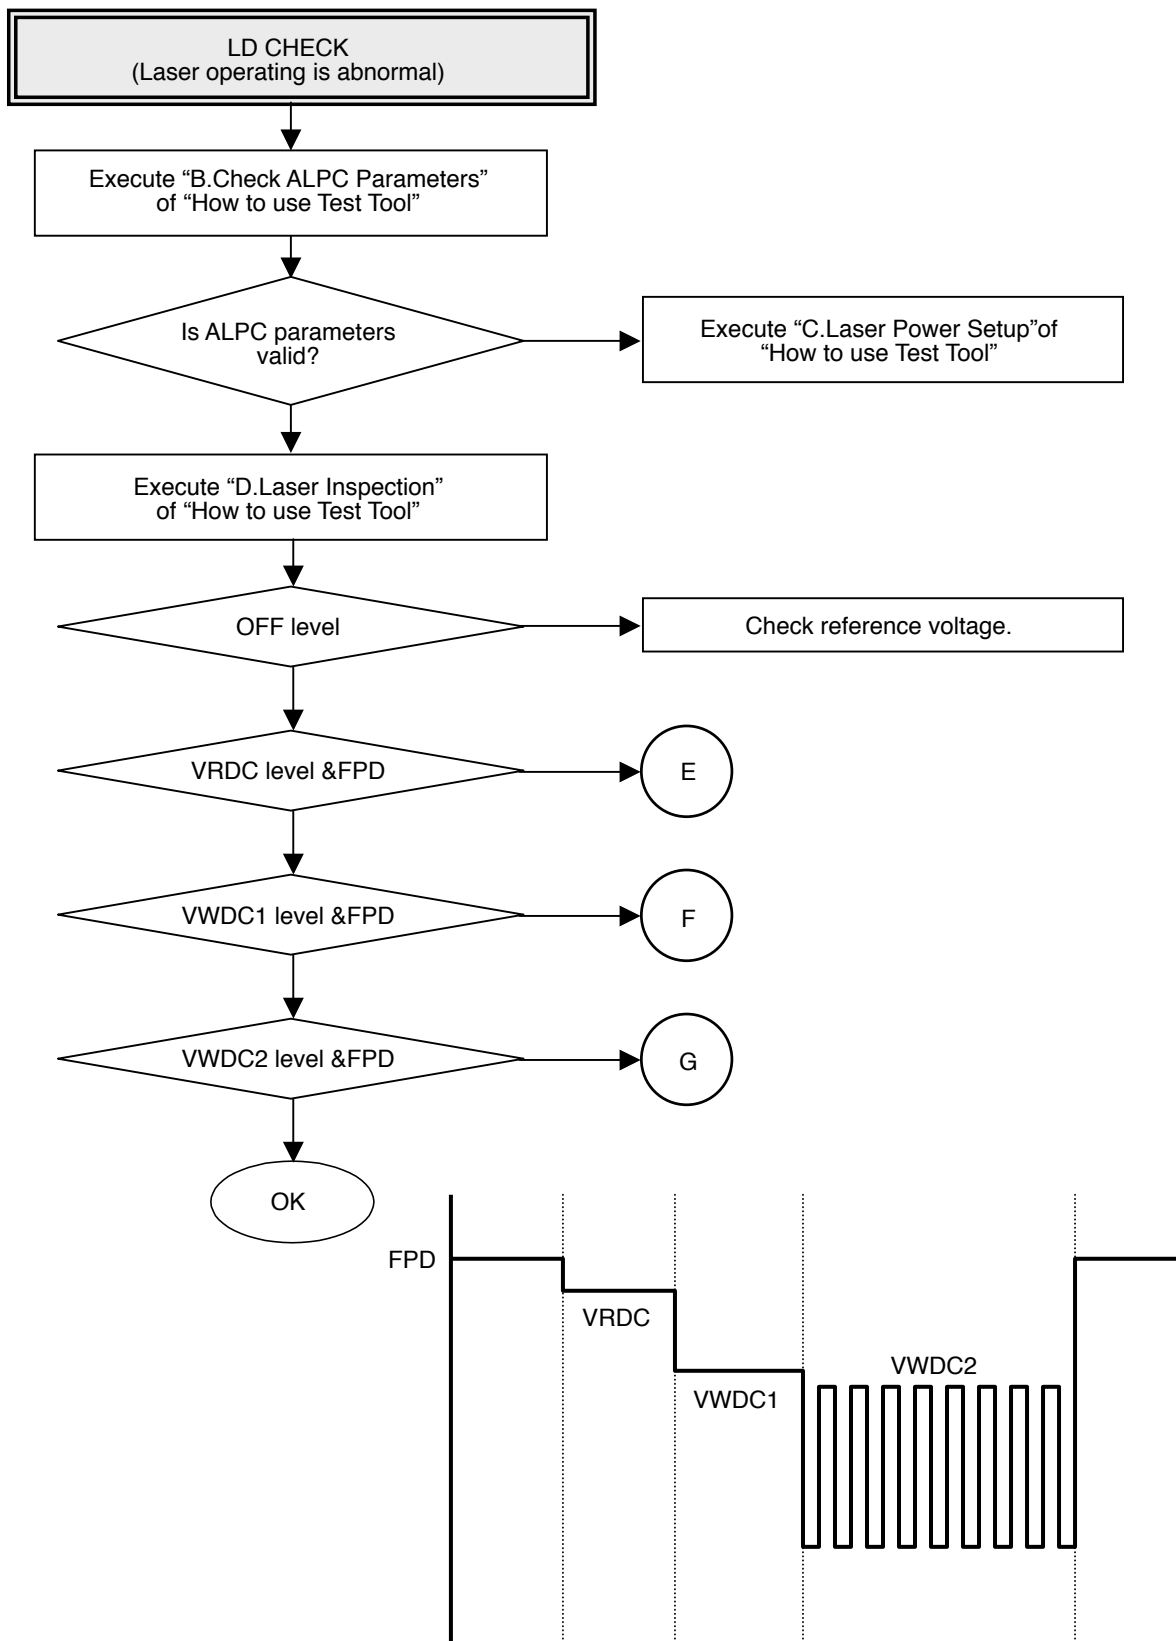 LD CHECK
(Laser operating is abnormal)
Execute “B.Check ALPC Parameters”
of “How to use Test Tool”
Is ALPC parameters
valid?
Execute “C.Laser Power Setup”of
“How to use Test Tool”
Execute “D.Laser Inspection”
of “How to use Test Tool”
OFF level
Check reference voltage.
VRDC level &FPD
E
VWDC1 level &FPD
F
VWDC2 level &FPD
G
OK
FPD
VRDC
VWDC1
VWDC2